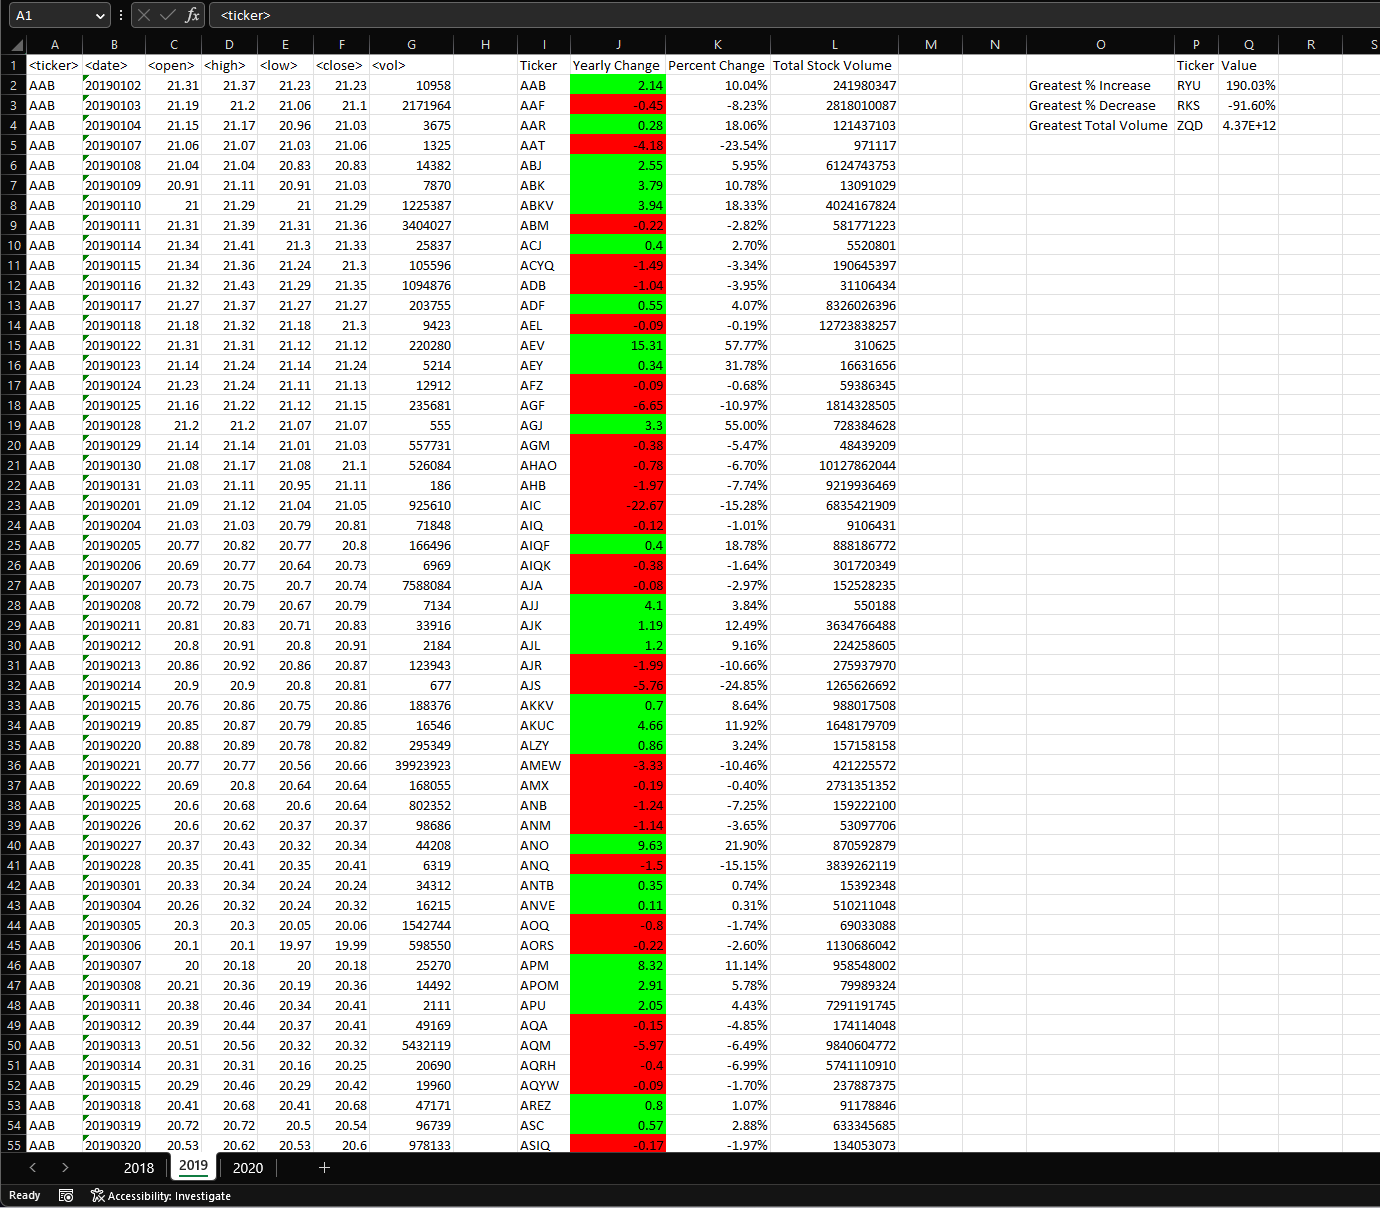 A1 <ticker>
A B C D E F G H I J K L M N O P Q R S
1 <ticker> <date> <open> <high> <low> <close> <vol> Ticker Yearly Change Percent Change Total Stock Volume Ticker Value
2 AAB 20190102 21.31 21.37 21.23 21.23 10958 AAB 2.14 10.04% 241980347 Greatest % Increase RYU 190.03%
3 AAB 20190103 21.19 21.2 21.06 21.1 2171964 AAF -0.45 -8.23% 2818010087 Greatest % Decrease RKS -91.60%
4 AAB 20190104 21.15 21.17 20.96 21.03 3675 AAR 0.28 18.06% 121437103 Greatest Total Volume ZQD 4.37E+12
5 AAB 20190107 21.06 21.07 21.03 21.06 1325 AAT -4.18 -23.54% 971117
6 AAB 20190108 21.04 21.04 20.83 20.83 14382 ABJ 2.55 5.95% 6124743753
7 AAB 20190109 20.91 21.11 20.91 21.03 7870 ABK 3.79 10.78% 13091029
8 AAB 20190110 21 21.29 21 21.29 1225387 ABKV 3.94 18.33% 4024167824
9 AAB 20190111 21.31 21.39 21.31 21.36 3404027 ABM -0.22 -2.82% 581771223
10 AAB 20190114 21.34 21.41 21.3 21.33 25837 ACJ 0.4 2.70% 5520801
11 AAB 20190115 21.34 21.36 21.24 21.3 105596 ACYQ -1.49 -3.34% 190645397
12 AAB 20190116 21.32 21.43 21.29 21.35 1094876 ADB -1.04 -3.95% 31106434
13 AAB 20190117 21.27 21.37 21.27 21.27 203755 ADF 0.55 4.07% 8326026396
14 AAB 20190118 21.18 21.32 21.18 21.3 9423 AEL -0.09 -0.19% 12723838257
15 AAB 20190122 21.31 21.31 21.12 21.12 220280 AEV 15.31 57.77% 310625
16 AAB 20190123 21.14 21.24 21.14 21.24 5214 AEY 0.34 31.78% 16631656
17 AAB 20190124 21.23 21.24 21.11 21.13 12912 AFZ -0.09 -0.68% 59386345
18 AAB 20190125 21.16 21.22 21.12 21.15 235681 AGF -6.65 -10.97% 1814328505
19 AAB 20190128 21.2 21.2 21.07 21.07 555 AGJ 3.3 55.00% 728384628
20 AAB 20190129 21.14 21.14 21.01 21.03 557731 AGM -0.38 -5.47% 48439209
21 AAB 20190130 21.08 21.17 21.08 21.1 526084 AHAO -0.78 -6.70% 10127862044
22 AAB 20190131 21.03 21.11 20.95 21.11 186 AHB -1.97 -7.74% 9219936469
23 AAB 20190201 21.09 21.12 21.04 21.05 925610 AIC -22.67 -15.28% 6835421909
24 AAB 20190204 21.03 21.03 20.79 20.81 71848 AIQ -0.12 -1.01% 9106431
25 AAB 20190205 20.77 20.82 20.77 20.8 166496 AIQF 0.4 18.78% 888186772
26 AAB 20190206 20.69 20.77 20.64 20.73 6969 AIQK -0.38 -1.64% 301720349
27 AAB 20190207 20.73 20.75 20.7 20.74 7588084 AJA -0.08 -2.97% 152528235
28 AAB 20190208 20.72 20.79 20.67 20.79 7134 AJJ 4.1 3.84% 550188
29 AAB 20190211 20.81 20.83 20.71 20.83 33916 AJK 1.19 12.49% 3634766488
30 AAB 20190212 20.8 20.91 20.8 20.91 2184 AJL 1.2 9.16% 224258605
31 AAB 20190213 20.86 20.92 20.86 20.87 123943 AJR -1.99 -10.66% 275937970
32 AAB 20190214 20.9 20.9 20.8 20.81 677 AJS -5.76 -24.85% 1265626692
33 AAB 20190215 20.76 20.86 20.75 20.86 188376 AKKV 0.7 8.64% 988017508
34 AAB 20190219 20.85 20.87 20.79 20.85 16546 AKUC 4.66 11.92% 1648179709
35 AAB 20190220 20.88 20.89 20.78 20.82 295349 ALZY 0.86 3.24% 157158158
36 AAB 20190221 20.77 20.77 20.56 20.66 39923923 AMEW -3.33 -10.46% 421225572
37 AAB 20190222 20.69 20.8 20.64 20.64 168055 AMX -0.19 -0.40% 2731351352
38 AAB 20190225 20.6 20.68 20.6 20.64 802352 ANB -1.24 -7.25% 159222100
39 AAB 20190226 20.6 20.62 20.37 20.37 98686 ANM -1.14 -3.65% 53097706
40 AAB 20190227 20.37 20.43 20.32 20.34 44208 ANO 9.63 21.90% 870592879
41 AAB 20190228 20.35 20.41 20.35 20.41 6319 ANQ -1.5 -15.15% 3839262119
42 AAB 20190301 20.33 20.34 20.24 20.24 34312 ANTB 0.35 0.74% 15392348
43 AAB 20190304 20.26 20.32 20.24 20.32 16215 ANVE 0.11 0.31% 510211048
44 AAB 20190305 20.3 20.3 20.05 20.06 1542744 AOQ -0.8 -1.74% 69033088
45 AAB 20190306 20.1 20.1 19.97 19.99 598550 AORS -0.22 -2.60% 1130686042
46 AAB 20190307 20 20.18 20 20.18 25270 APM 8.32 11.14% 958548002
47 AAB 20190308 20.21 20.36 20.19 20.36 14492 APOM 2.91 5.78% 79989324
48 AAB 20190311 20.38 20.46 20.34 20.41 2111 APU 2.05 4.43% 7291191745
49 AAB 20190312 20.39 20.44 20.37 20.41 49169 AQA -0.15 -4.85% 174114048
50 AAB 20190313 20.51 20.56 20.32 20.32 5432119 AQM -5.97 -6.49% 9840604772
51 AAB 20190314 20.31 20.31 20.16 20.25 20690 AQRH -0.4 -6.99% 5741110910
52 AAB 20190315 20.29 20.46 20.29 20.42 19960 AQYW -0.09 -1.70% 237887375
53 AAB 20190318 20.41 20.68 20.41 20.68 47171 AREZ 0.8 1.07% 91178846
54 AAB 20190319 20.72 20.72 20.5 20.54 96739 ASC 0.57 2.88% 633345685
55 AAB 20190320 20.53 20.62 20.53 20.6 978133 ASIQ -0.17 -1.97% 134053073
2018 2019 2020
Ready Accessibility: Investigate